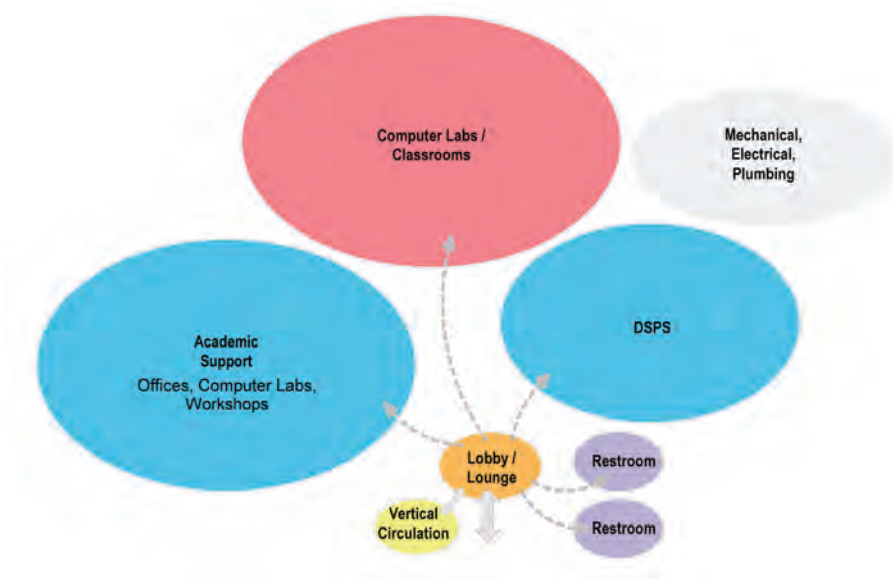 Computer Labs /
Classrooms
Mechanical,
Electrical,
Plumbing
DSPS
Academic
Support
Offices, Computer Labs,
Workshops
Lobby /
Lounge
Restroom
Vertical
Circulation
Restroom